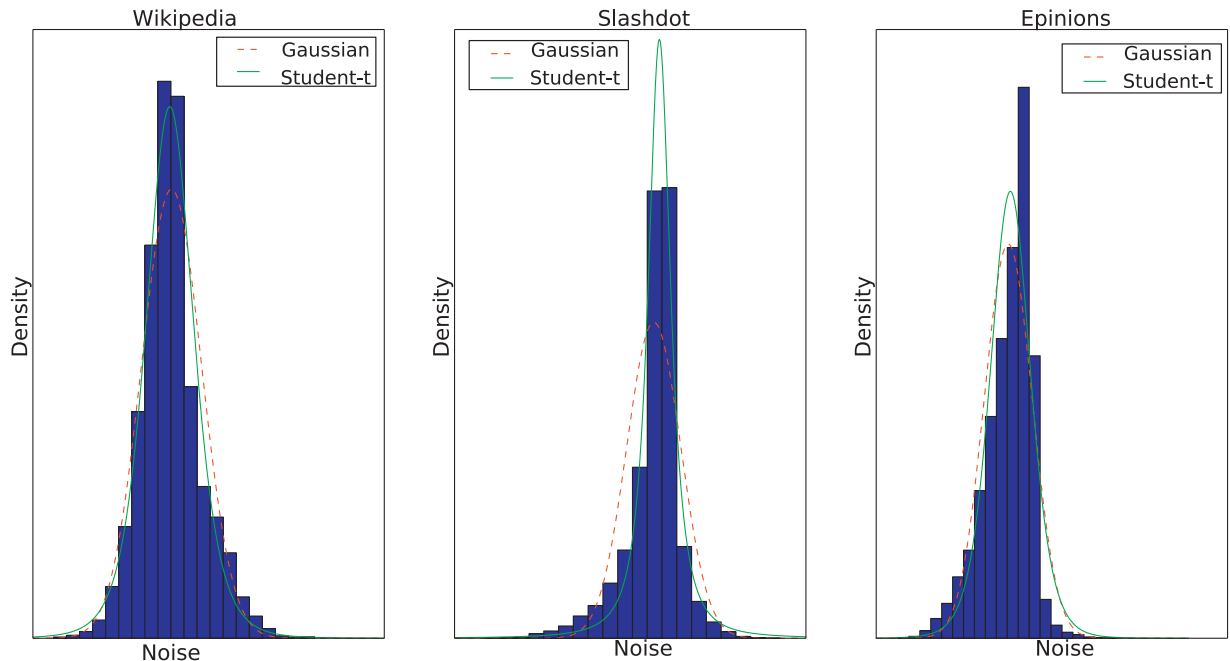 Wikipedia
Gaussian
Student-t
Density
Noise
Slashdot
Gaussian
Student-t
Density
Noise
Epinions
Gaussian
Student-t
Density
Noise